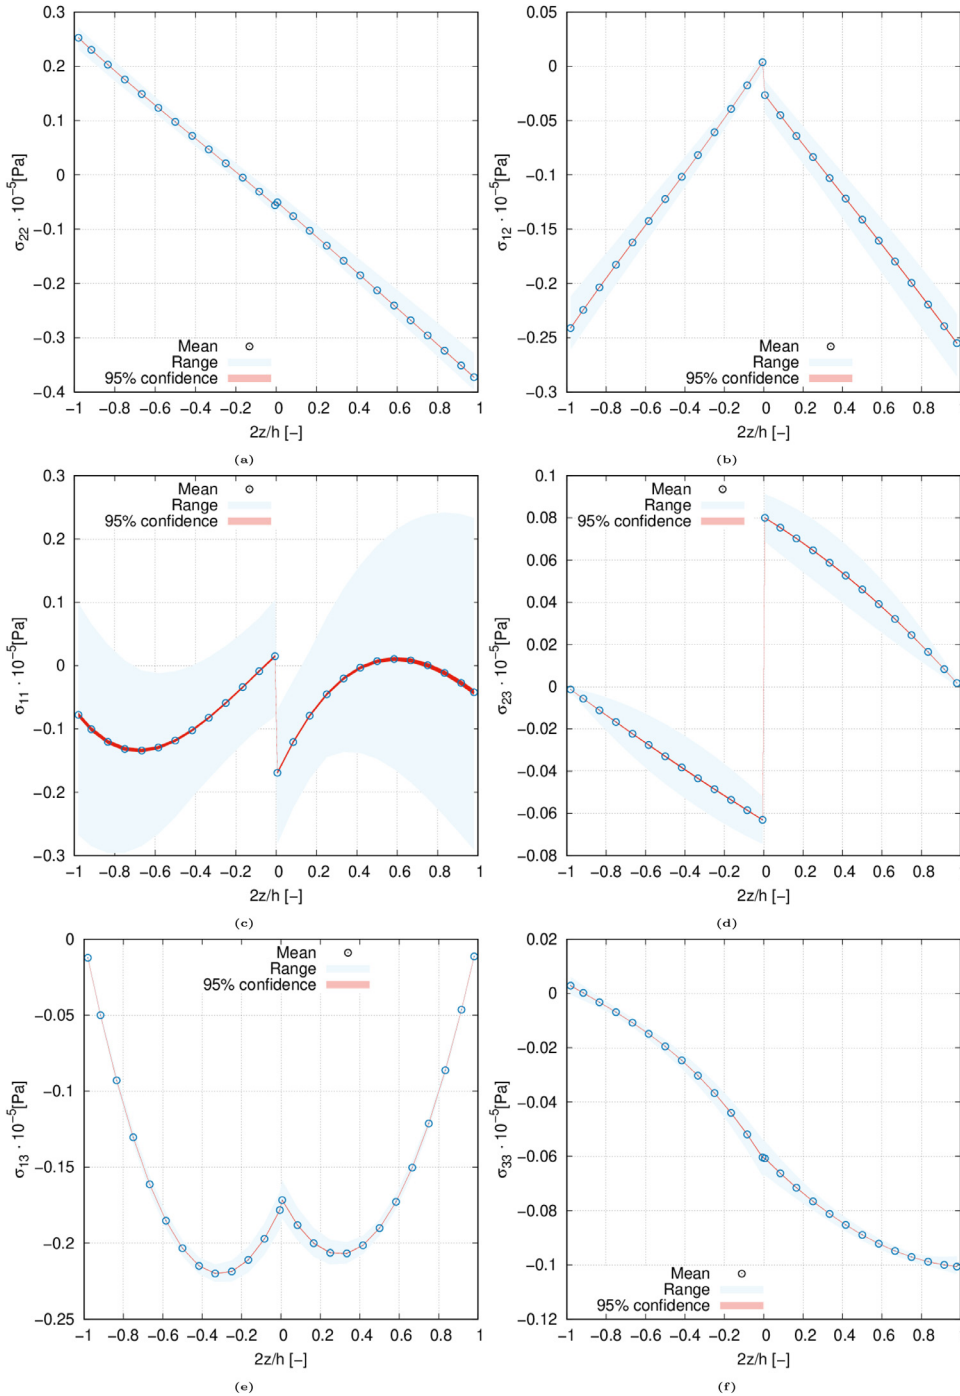 0.3
0.2
0.1
0
−0.1
−0.2
−0.3
−0.4
σ22 · 10−5[Pa]
Mean
Range
95% confidence
−1 −0.8 −0.6 −0.4 −0.2 0 0.2 0.4 0.6 0.8 1
2z/h [−]
(a)
0.05
0
−0.05
−0.1
−0.15
−0.2
−0.25
−0.3
σ12 · 10−5[Pa]
Mean
Range
95% confidence
−1 −0.8 −0.6 −0.4 −0.2 0 0.2 0.4 0.6 0.8 1
2z/h [−]
(b)
0.3
0.2
0.1
0
−0.1
−0.2
−0.3
σ11 · 10−5[Pa]
Mean
Range
95% confidence
−1 −0.8 −0.6 −0.4 −0.2 0 0.2 0.4 0.6 0.8 1
2z/h [−]
(c)
0.1
0.08
0.06
0.04
0.02
0
−0.02
−0.04
−0.06
−0.08
σ23 · 10−5[Pa]
Mean
Range
95% confidence
−1 −0.8 −0.6 −0.4 −0.2 0 0.2 0.4 0.6 0.8 1
2z/h [−]
(d)
0
−0.05
−0.1
−0.15
−0.2
−0.25
σ13 · 10−5[Pa]
Mean
Range
95% confidence
−1 −0.8 −0.6 −0.4 −0.2 0 0.2 0.4 0.6 0.8 1
2z/h [−]
(e)
0.02
0
−0.02
−0.04
−0.06
−0.08
−0.1
−0.12
σ33 · 10−5[Pa]
Mean
Range
95% confidence
−1 −0.8 −0.6 −0.4 −0.2 0 0.2 0.4 0.6 0.8 1
2z/h [−]
(f)